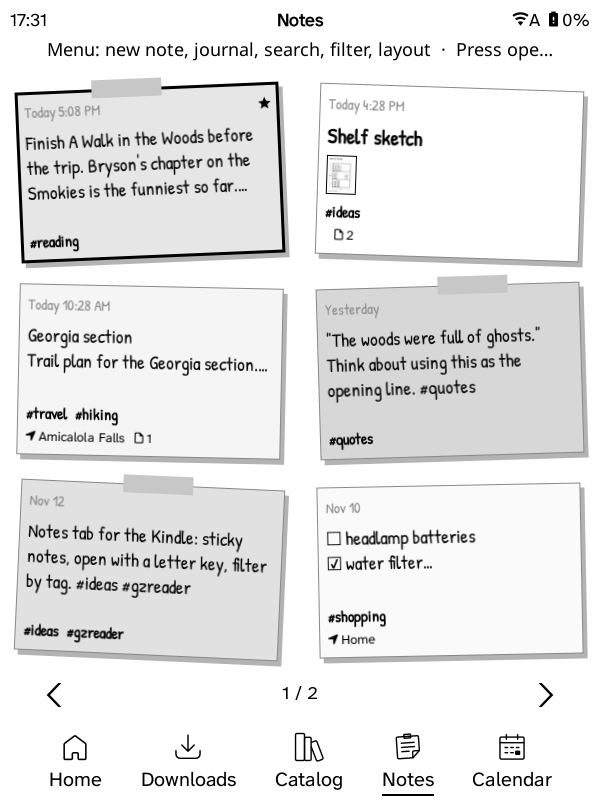 17:31 Notes A 0%
Menu: new note, journal, search, filter, layout · Press ope…
Today 5:08 PM
Finish A Walk in the Woods before
the trip. Bryson's chapter on the
Smokies is the funniest so far....
#reading
Today 4:28 PM
Shelf sketch
#ideas
2
Today 10:28 AM
Georgia section
Trail plan for the Georgia section....
#travel #hiking
Amicalola Falls 1
Yesterday
"The woods were full of ghosts."
Think about using this as the
opening line. #quotes
#quotes
Nov 12
Notes tab for the Kindle: sticky
notes, open with a letter key, filter
by tag. #ideas #gzreader
#ideas #gzreader
Nov 10
☐ headlamp batteries
☑ water filter...
#shopping
Home
1 / 2
Home Downloads Catalog Notes Calendar